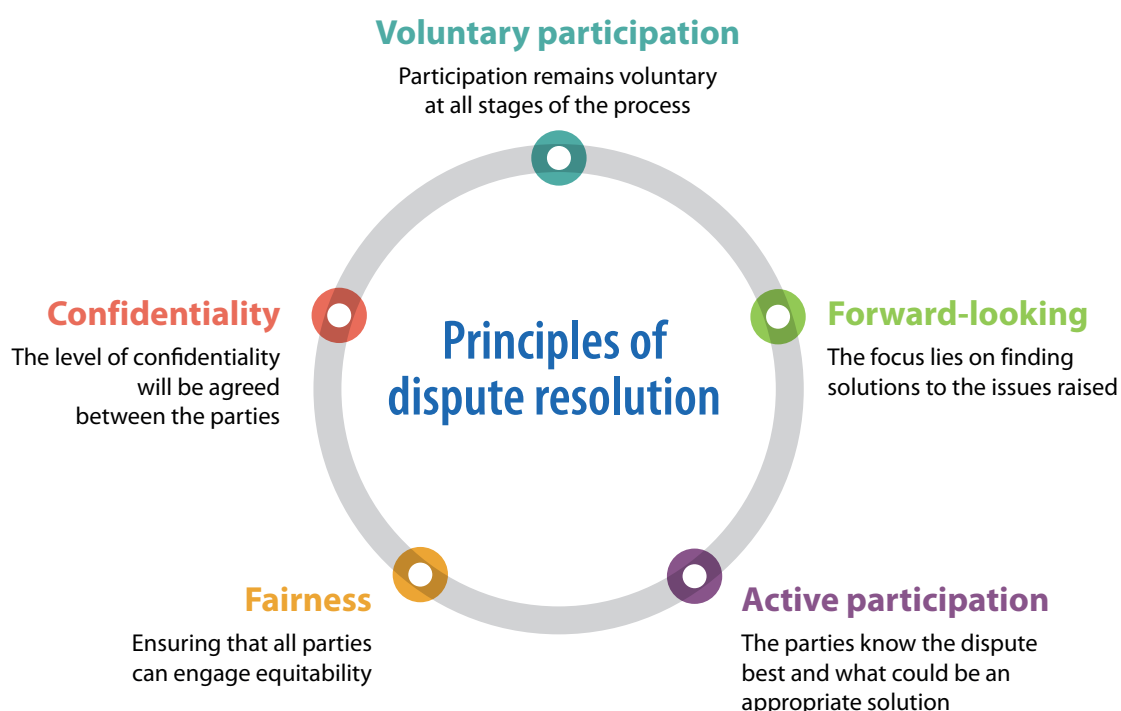 Voluntary participation
Participation remains voluntary
at all stages of the process
Confidentiality
The level of confidentiality
will be agreed
between the parties
Principles of
dispute resolution
Forward-looking
The focus lies on finding
solutions to the issues raised
Fairness
Ensuring that all parties
can engage equitability
Active participation
The parties know the dispute
best and what could be an
appropriate solution